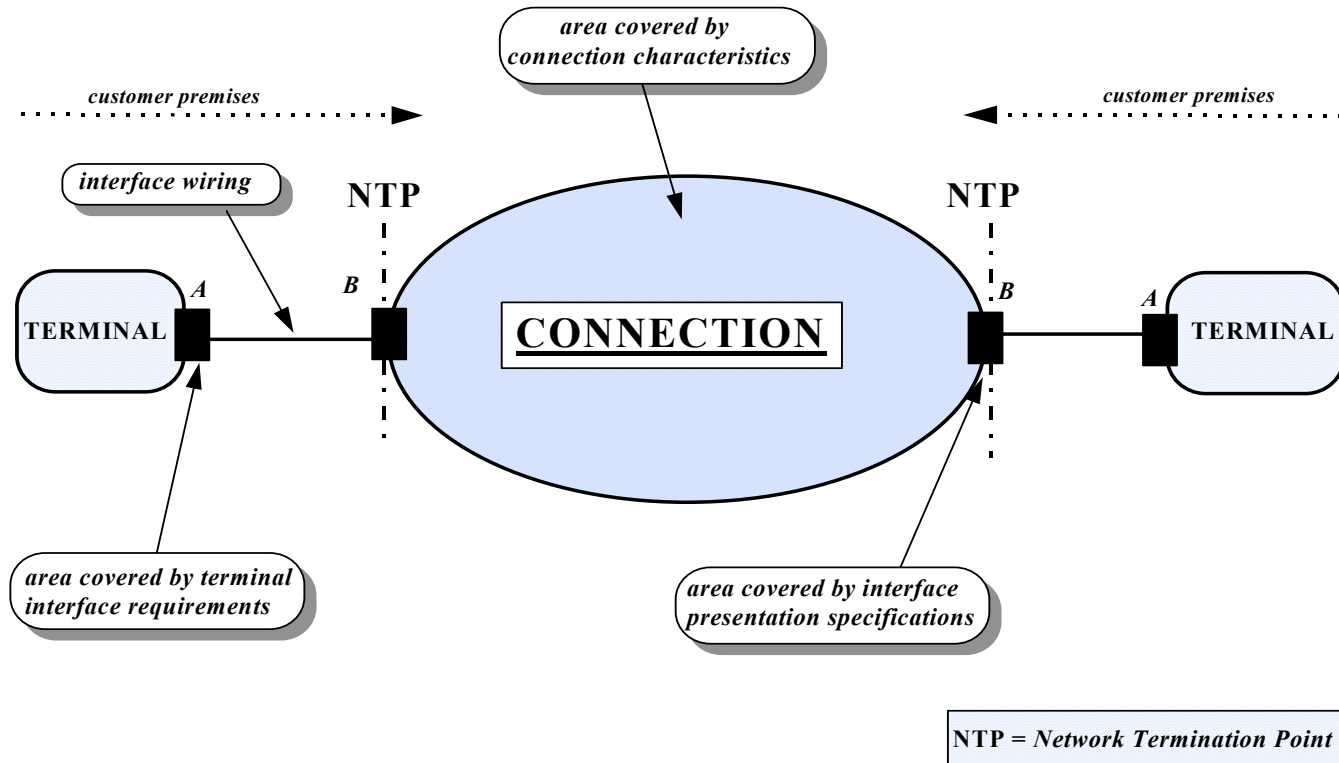 area covered by
connection characteristics
customer premises
customer premises
interface wiring
NTP
NTP
A
B
B
A
TERMINAL
CONNECTION
TERMINAL
area covered by terminal
interface requirements
area covered by interface
presentation specifications
NTP = Network Termination Point